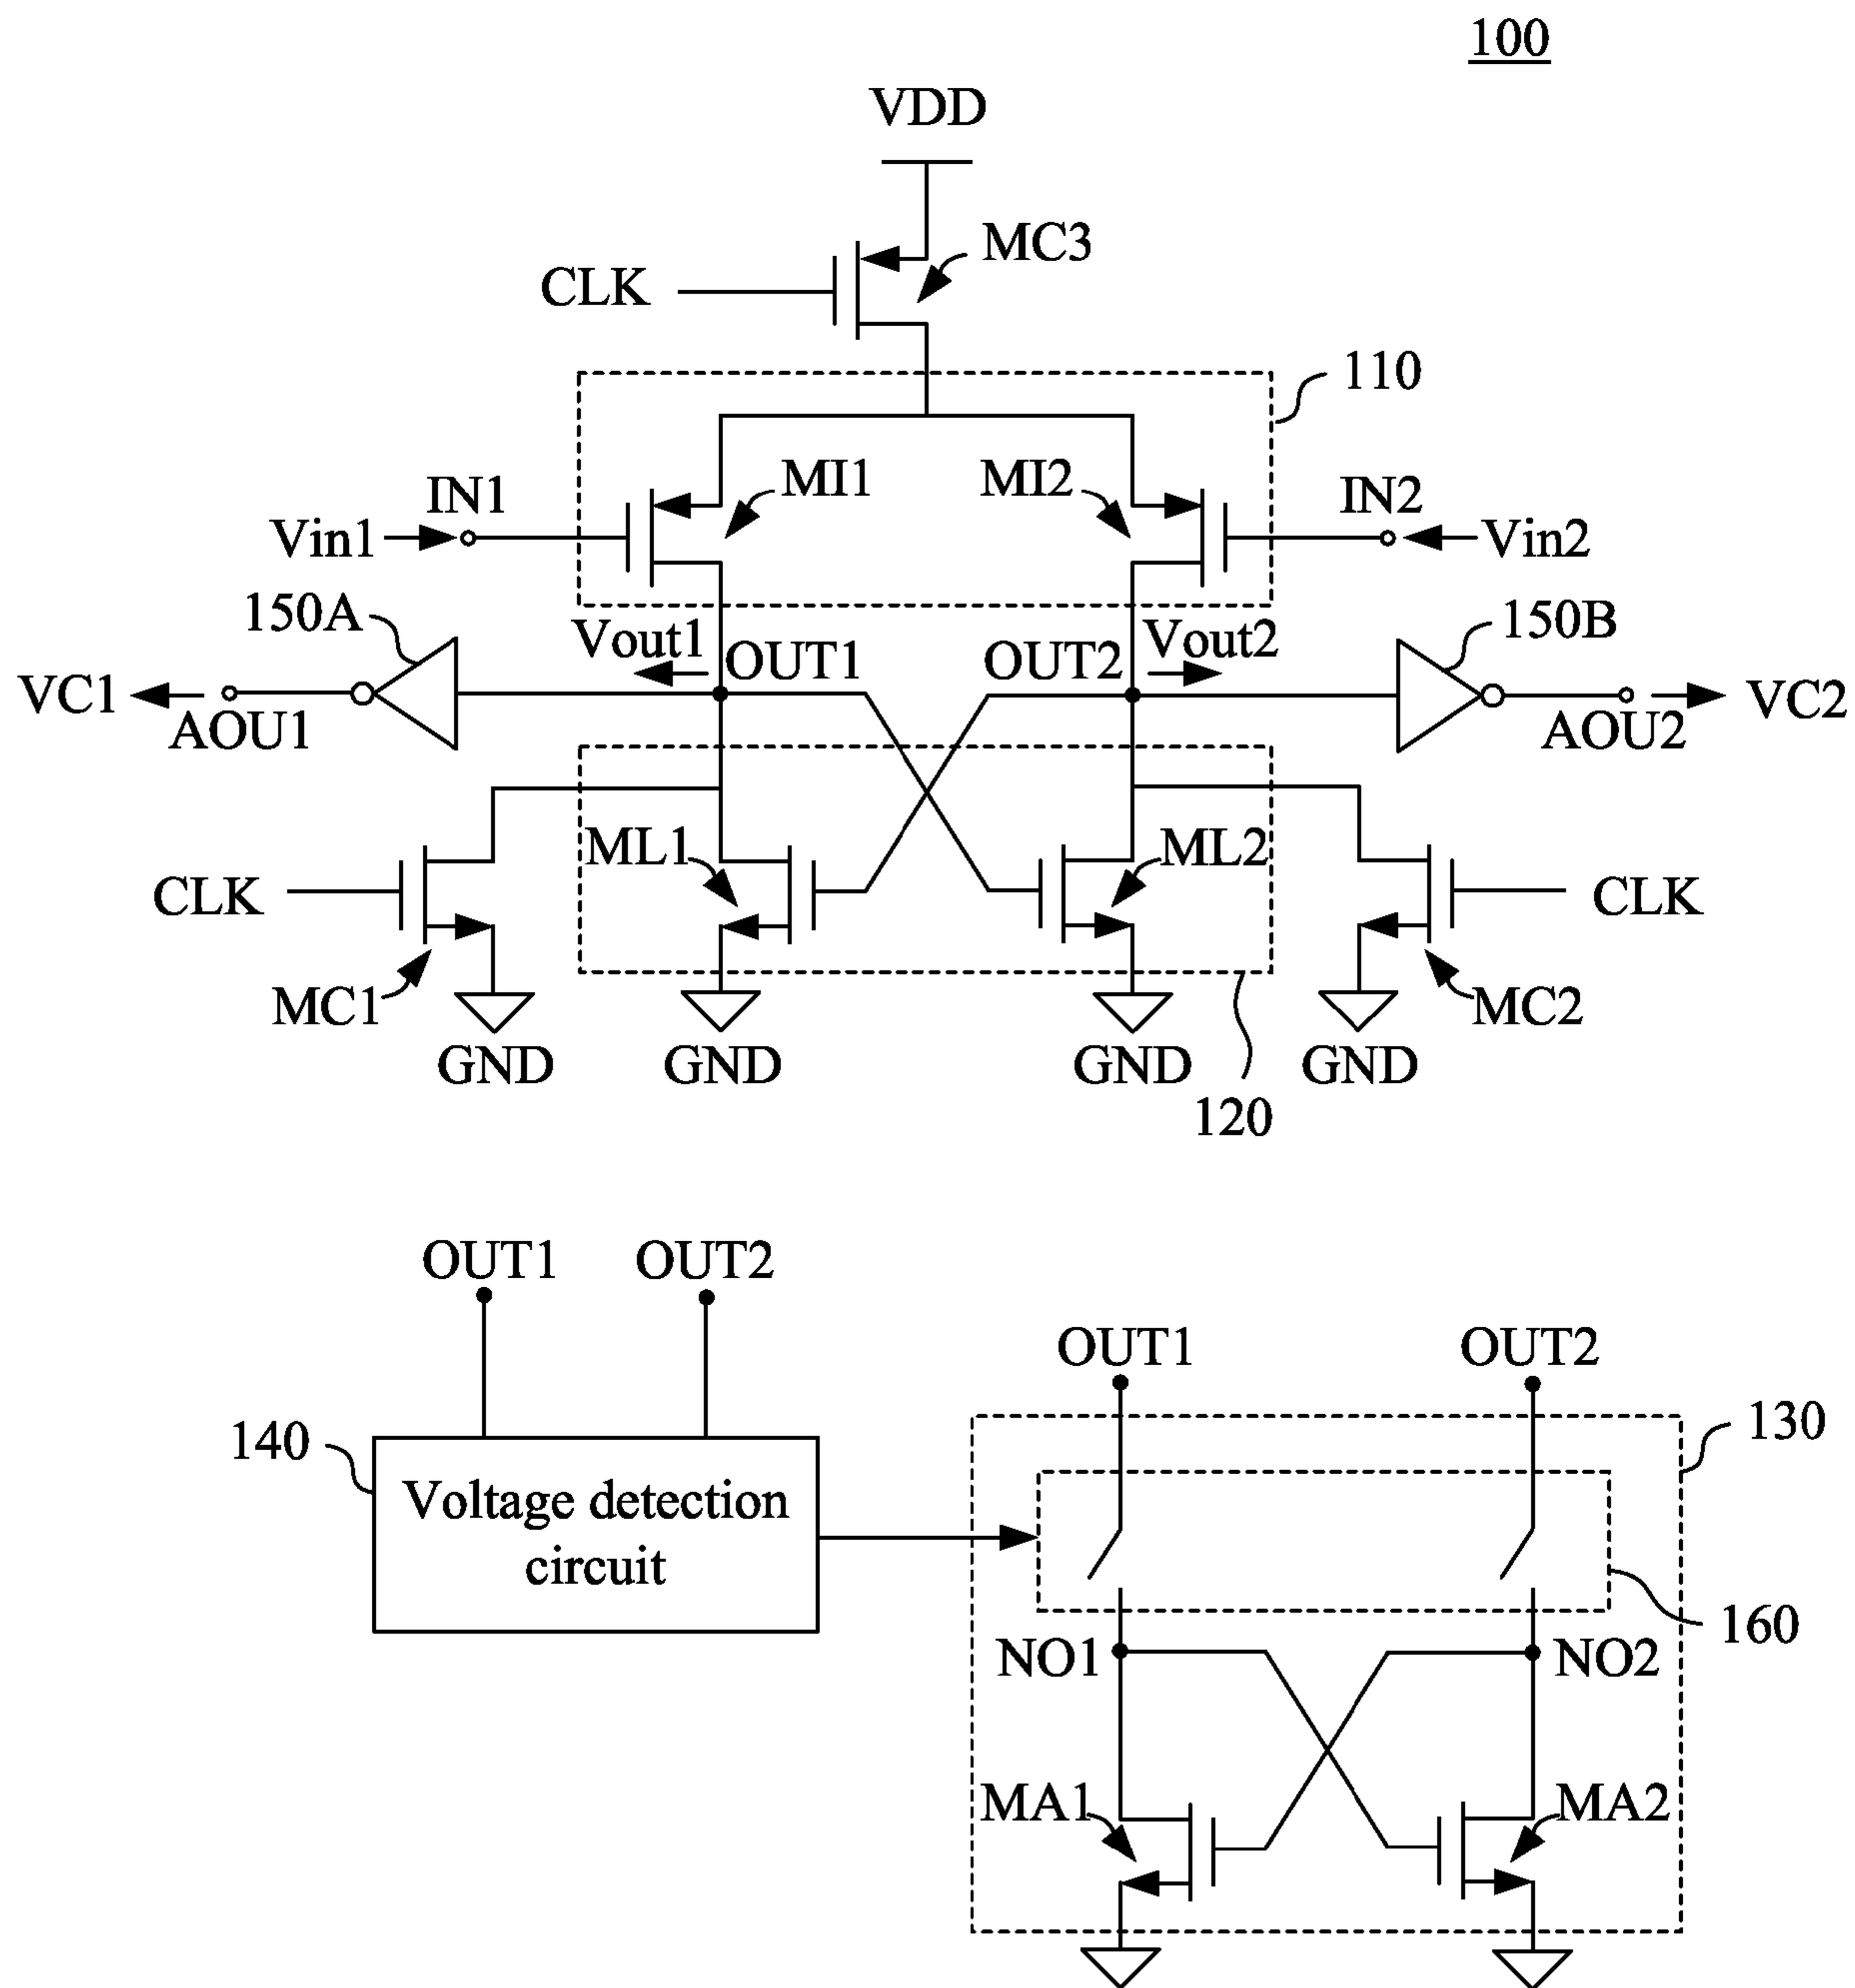 100
VDD
MC3
CLK
110
MI1 MI2
IN1 IN2
Vin1 Vin2
150A 150B
Vout1 OUT1 OUT2 Vout2
VC1 AOU1 AOU2 VC2
ML1 ML2
CLK CLK
MC1 MC2
GND GND GND GND
120
OUT1 OUT2
OUT1 OUT2
140 130
Voltage detection
circuit
160
NO1 NO2
MA1 MA2